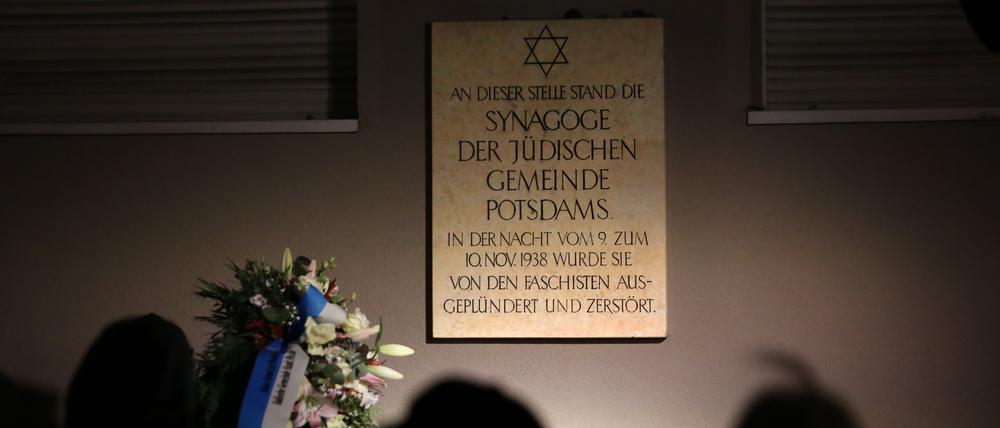 AN DIESER STELLE STAND DIE
SYNAGOGE
DER JÜDISCHEN
GEMEINDE
POTSDAMS.
IN DER NACHT VOM 9. ZUM
10. NOV. 1938 WURDE SIE
VON DEN FASCHISTEN AUS-
GEPLÜNDERT UND ZERSTÖRT.